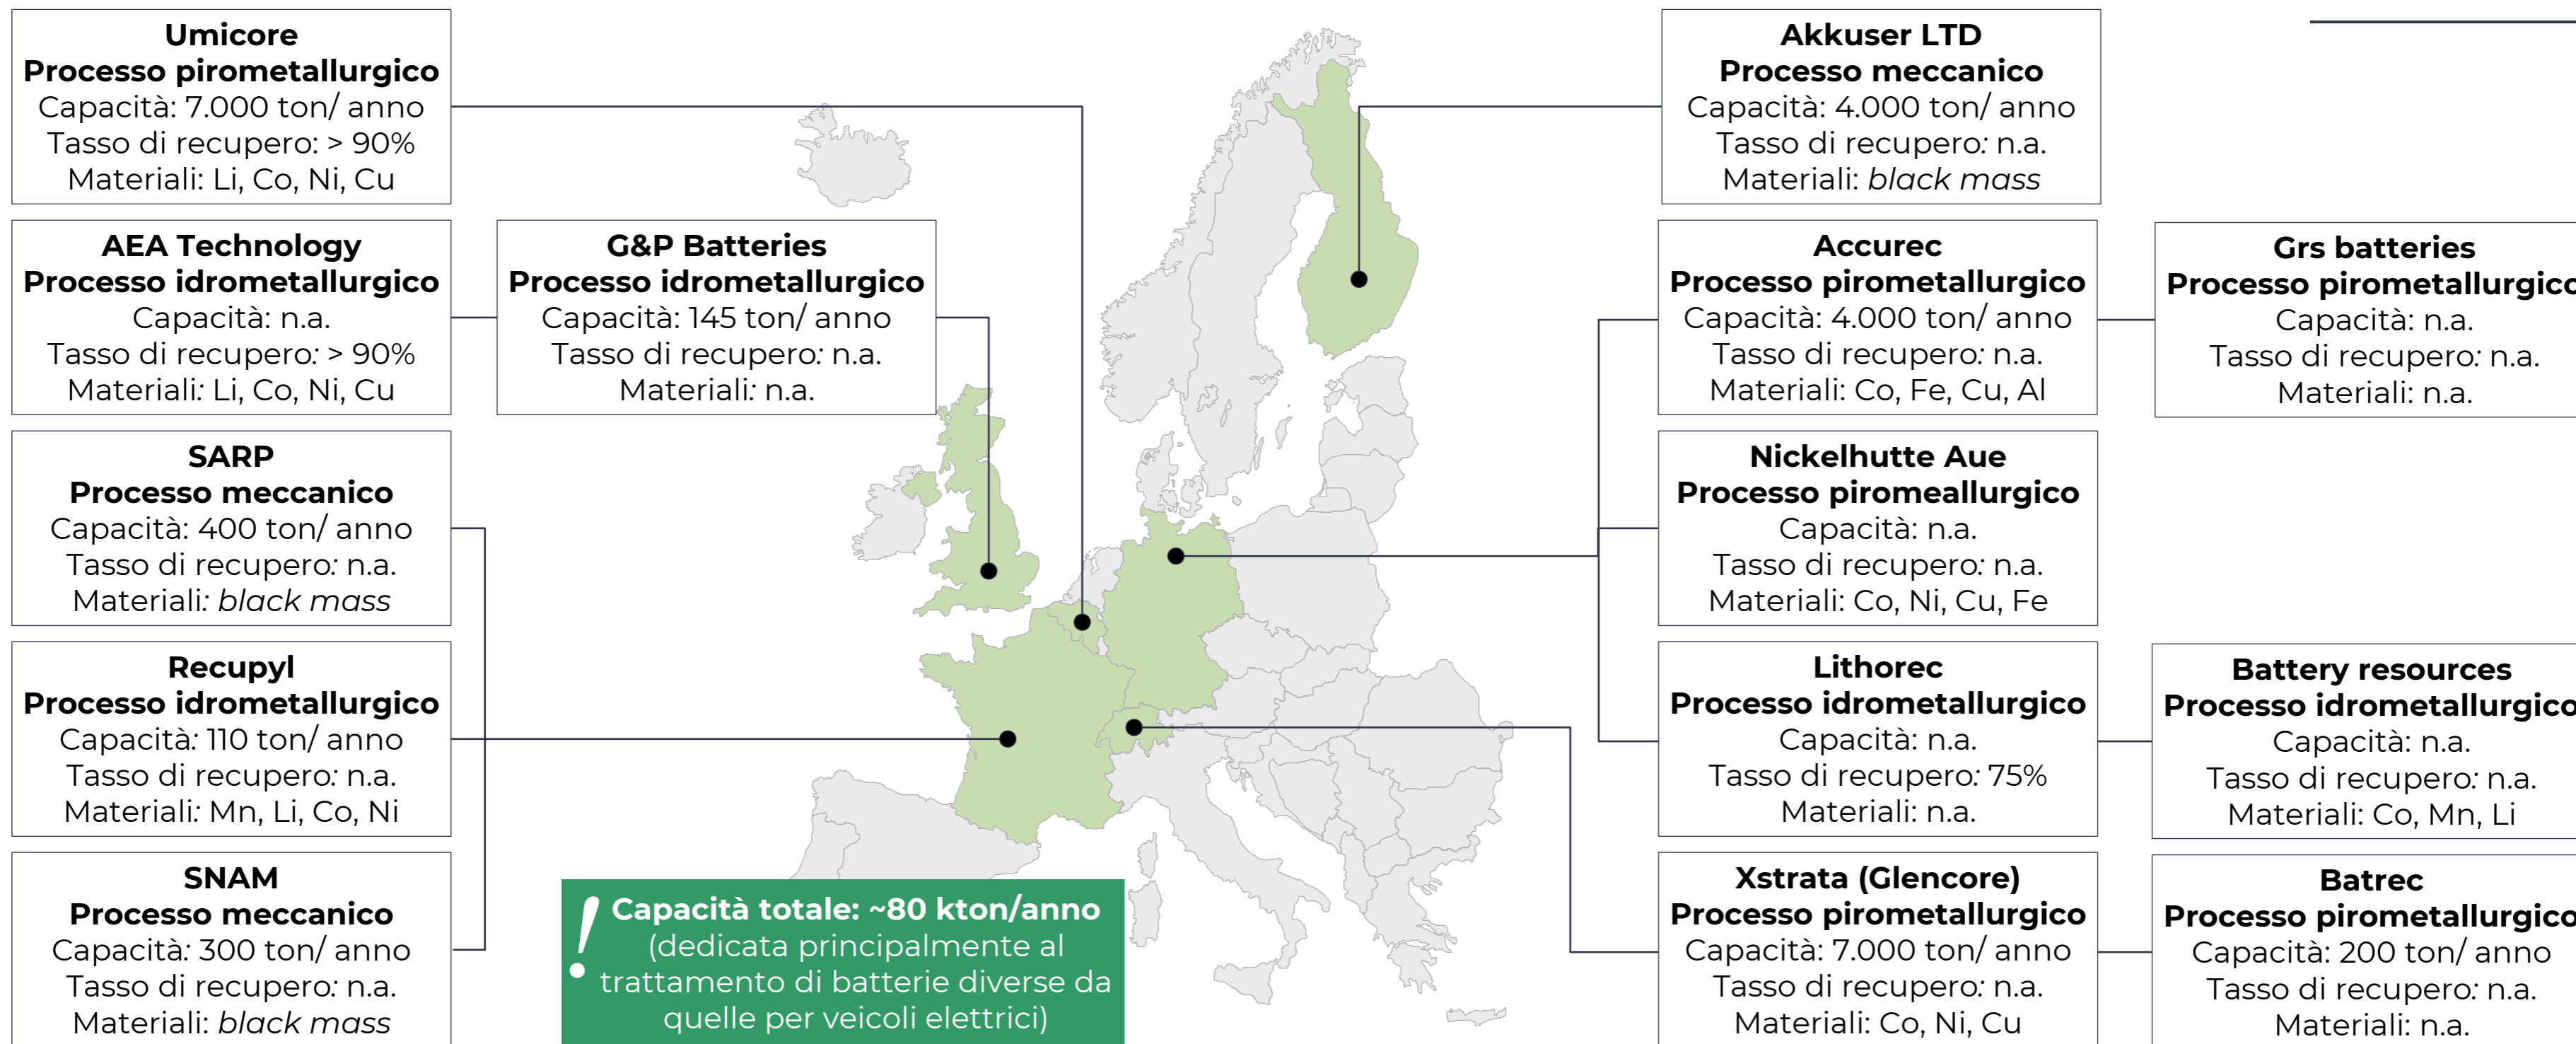 Umicore
Processo pirometallurgico
Capacità: 7.000 ton/ anno
Tasso di recupero: > 90%
Materiali: Li, Co, Ni, Cu
AEA Technology
Processo idrometallurgico
Capacità: n.a.
Tasso di recupero: > 90%
Materiali: Li, Co, Ni, Cu
G&P Batteries
Processo idrometallurgico
Capacità: 145 ton/ anno
Tasso di recupero: n.a.
Materiali: n.a.
SARP
Processo meccanico
Capacità: 400 ton/ anno
Tasso di recupero: n.a.
Materiali: black mass
Recupyl
Processo idrometallurgico
Capacità: 110 ton/ anno
Tasso di recupero: n.a.
Materiali: Mn, Li, Co, Ni
SNAM
Processo meccanico
Capacità: 300 ton/ anno
Tasso di recupero: n.a.
Materiali: black mass
! Capacità totale: ~80 kton/anno
(dedicata principalmente al
trattamento di batterie diverse da
quelle per veicoli elettrici)
Akkuser LTD
Processo meccanico
Capacità: 4.000 ton/ anno
Tasso di recupero: n.a.
Materiali: black mass
Accurec
Processo pirometallurgico
Capacità: 4.000 ton/ anno
Tasso di recupero: n.a.
Materiali: Co, Fe, Cu, Al
Grs batteries
Processo pirometallurgico
Capacità: n.a.
Tasso di recupero: n.a.
Materiali: n.a.
Nickelhutte Aue
Processo piromeallurgico
Capacità: n.a.
Tasso di recupero: n.a.
Materiali: Co, Ni, Cu, Fe
Lithorec
Processo idrometallurgico
Capacità: n.a.
Tasso di recupero: 75%
Materiali: n.a.
Battery resources
Processo idrometallurgico
Capacità: n.a.
Tasso di recupero: n.a.
Materiali: Co, Mn, Li
Xstrata (Glencore)
Processo pirometallurgico
Capacità: 7.000 ton/ anno
Tasso di recupero: n.a.
Materiali: Co, Ni, Cu
Batrec
Processo pirometallurgico
Capacità: 200 ton/ anno
Tasso di recupero: n.a.
Materiali: n.a.